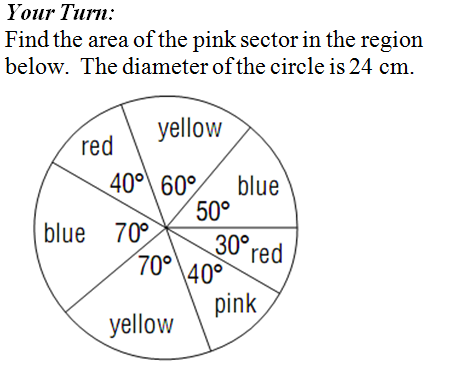 Your Turn:
Find the area of the pink sector in the region
below. The diameter of the circle is 24 cm.
yellow
red
40° 60° blue
50°
blue 70° 30° red
70° 40°
pink
yellow